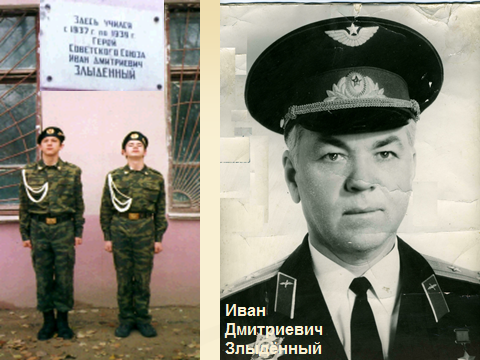 Здесь учился
с 1937 г. по 1939 г.
Герой
Советского Союза
Иван Дмитриевич
Злыденный
Иван
Дмитриевич
Злыденный